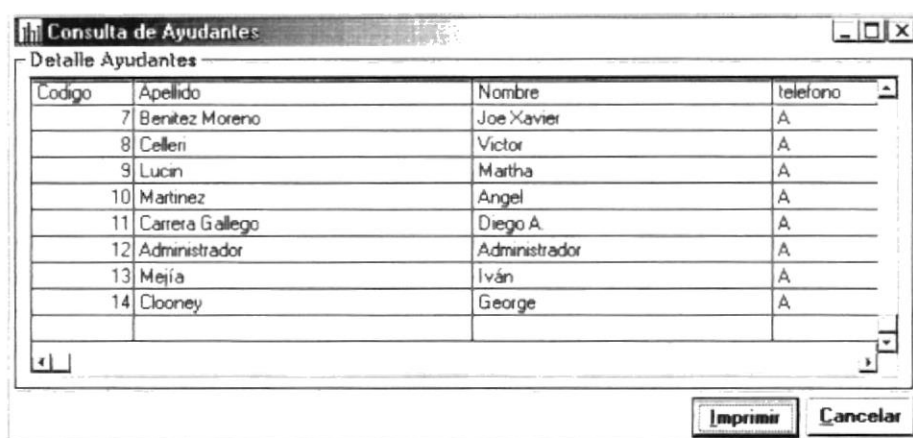 Consulta de Ayudantes
Detalle Ayudantes
Codigo Apellido Nombre telefono
7 Benitez Moreno Joe Xavier A
8 Celleri Victor A
9 Lucin Martha A
10 Martinez Angel A
11 Carrera Gallego Diego A. A
12 Administrador Administrador A
13 Mejía Iván A
14 Clooney George A
Imprimir Cancelar